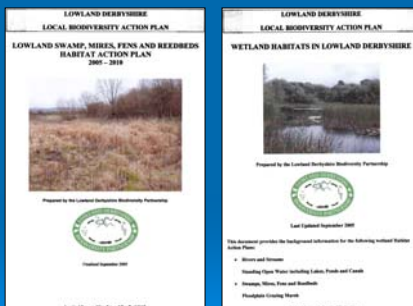 LOWLAND DERBYSHIRE
LOCAL BIODIVERSITY ACTION PLAN
LOWLAND SWAMP, MIRES, FENS AND REEDBEDS
HABITAT ACTION PLAN
2005 – 2010
Prepared by the Lowland Derbyshire Biodiversity Partnership
September 2005
LOWLAND DERBYSHIRE
LOCAL BIODIVERSITY ACTION PLAN
WETLAND HABITATS IN LOWLAND DERBYSHIRE
Prepared by the Lowland Derbyshire Biodiversity Partnership
Last Updated September 2005
This document provides the background information for the following wetland Habitat
Action Plans:
• Rivers and Streams
Standing Open Water including Lakes, Ponds and Canals
• Swamps, Mires, Fens and Reedbeds
Floodplain Grazing Marsh